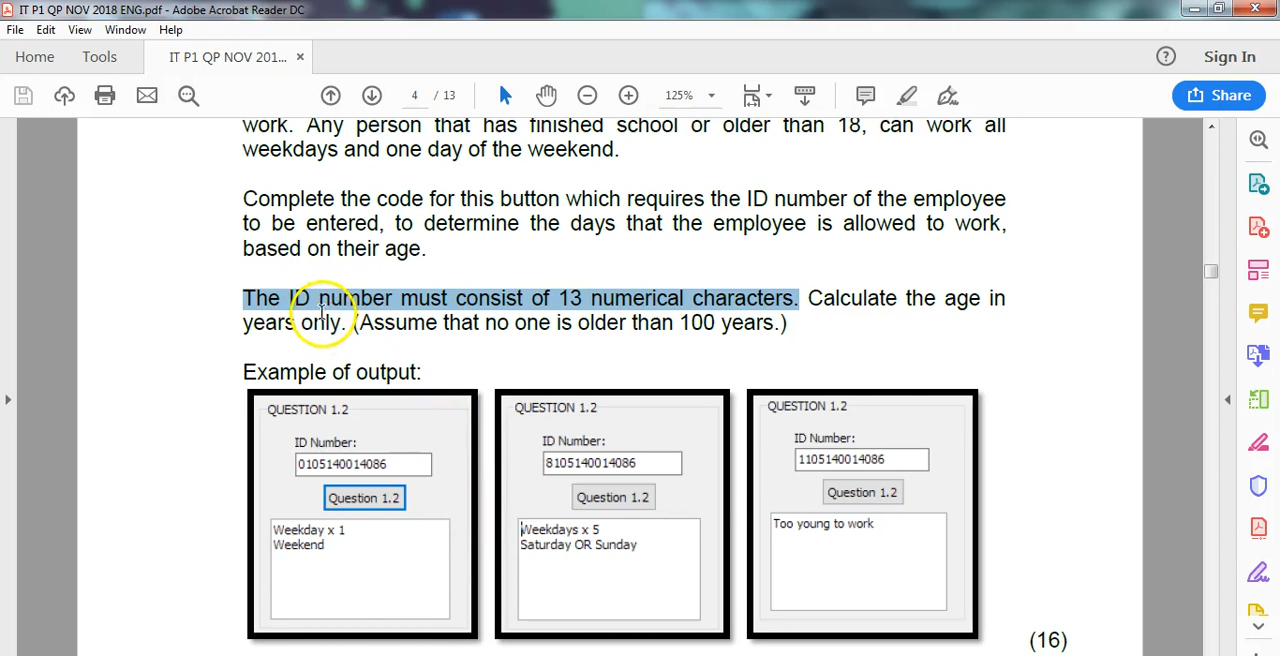 IT P1 QP NOV 2018 ENG.pdf - Adobe Acrobat Reader DC
File Edit View Window Help
Home Tools IT P1 QP NOV 201... × Sign In
4 / 13 125% Share
work. Any person that has finished school or older than 18, can work all
weekdays and one day of the weekend.
Complete the code for this button which requires the ID number of the employee
to be entered, to determine the days that the employee is allowed to work,
based on their age.
The ID number must consist of 13 numerical characters. Calculate the age in
years only. (Assume that no one is older than 100 years.)
Example of output:
QUESTION 1.2
ID Number:
0105140014086
Question 1.2
Weekday x 1
Weekend
QUESTION 1.2
ID Number:
8105140014086
Question 1.2
Weekdays x 5
Saturday OR Sunday
QUESTION 1.2
ID Number:
1105140014086
Question 1.2
Too young to work
(16)